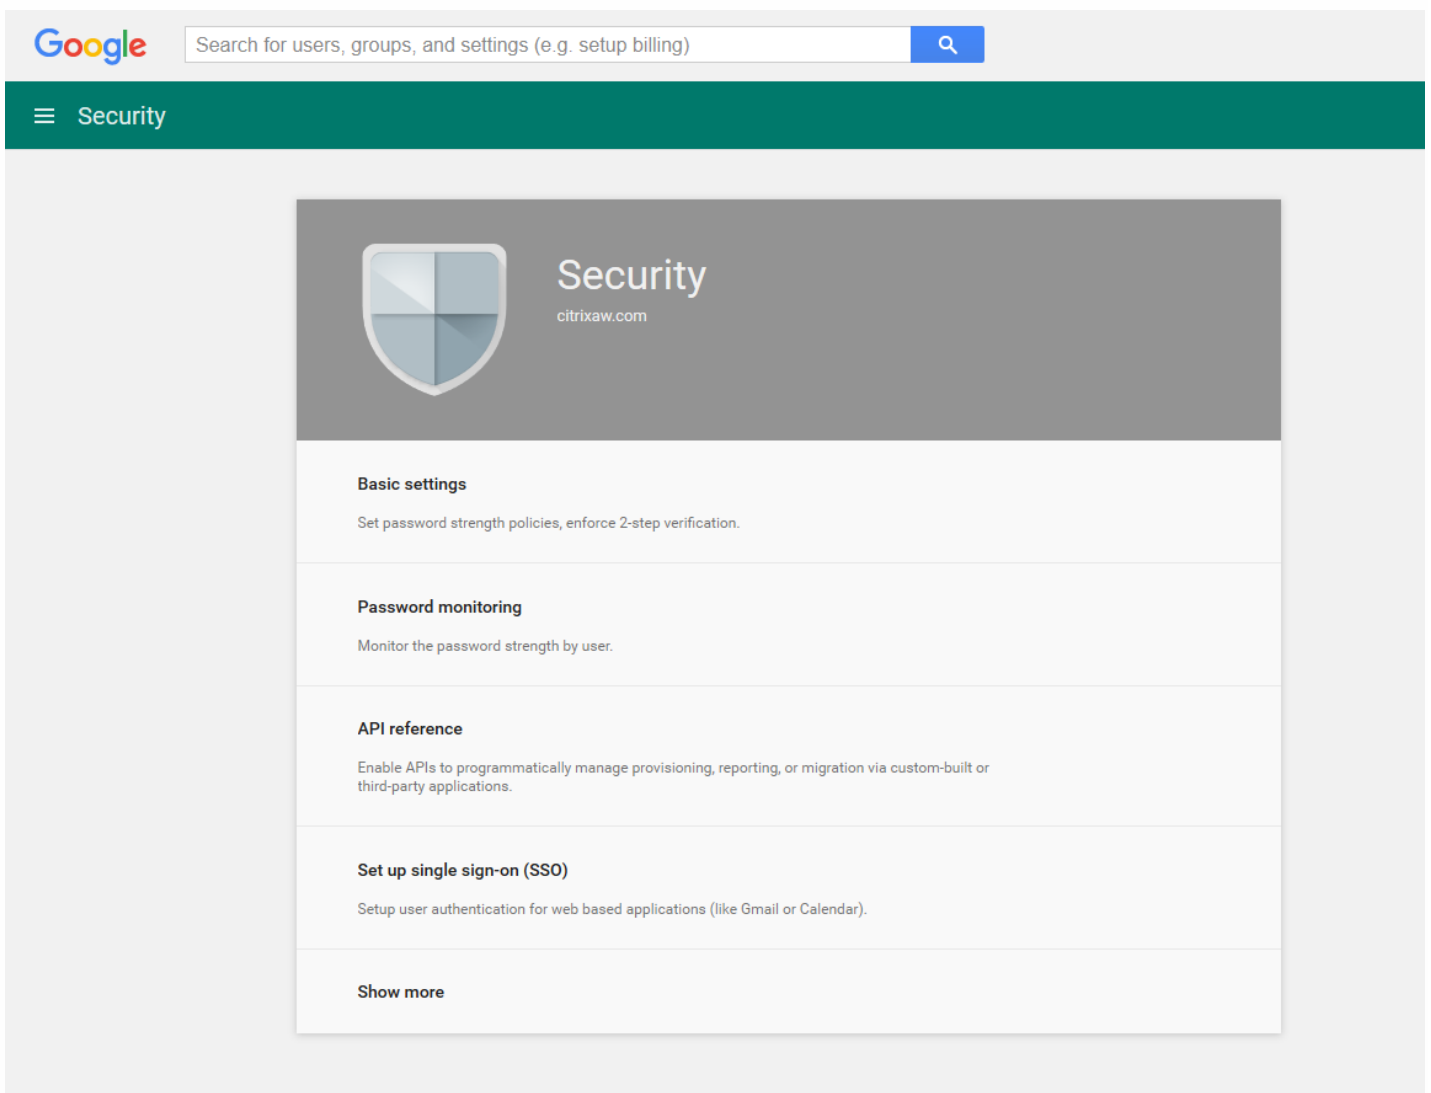 Google
Search for users, groups, and settings (e.g. setup billing)
Security
Security
citrixaw.com
Basic settings
Set password strength policies, enforce 2-step verification.
Password monitoring
Monitor the password strength by user.
API reference
Enable APIs to programmatically manage provisioning, reporting, or migration via custom-built or
third-party applications.
Set up single sign-on (SSO)
Setup user authentication for web based applications (like Gmail or Calendar).
Show more